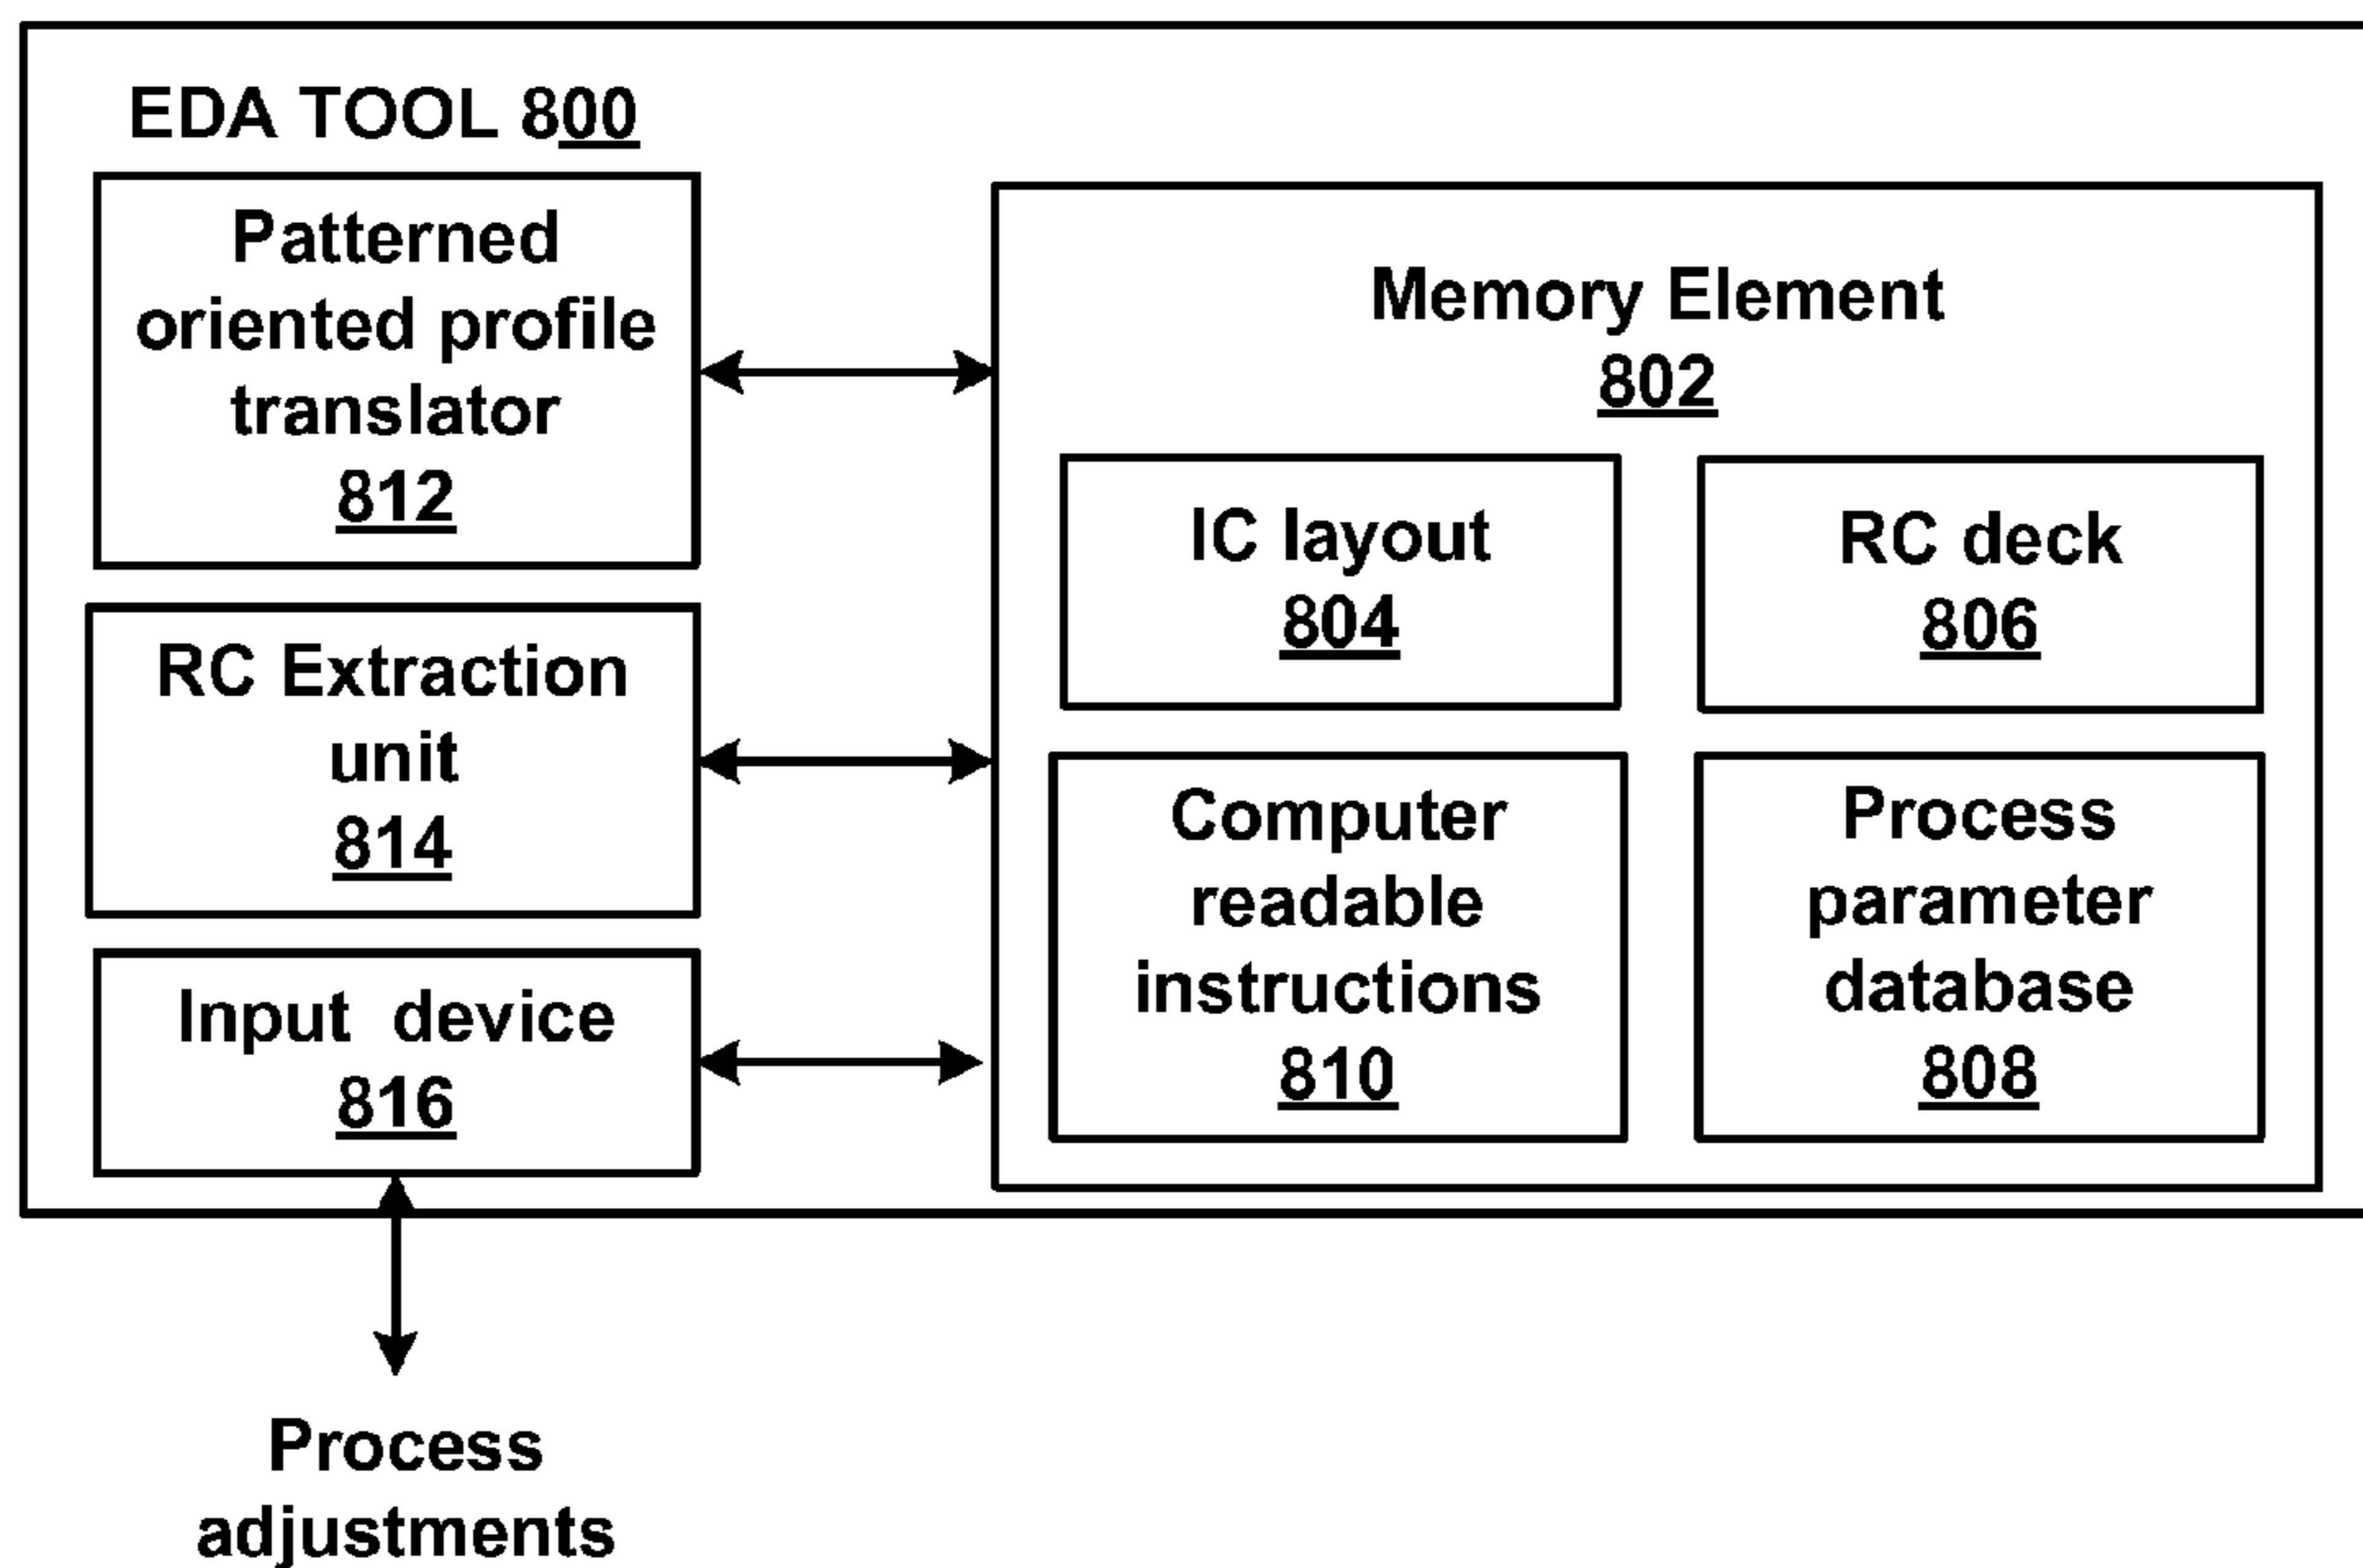 EDA TOOL 800
Patterned
oriented profile
translator
812
RC Extraction
unit
814
Input device
816
Memory Element
802
IC layout
804
RC deck
806
Computer
readable
instructions
810
Process
parameter
database
808
Process
adjustments